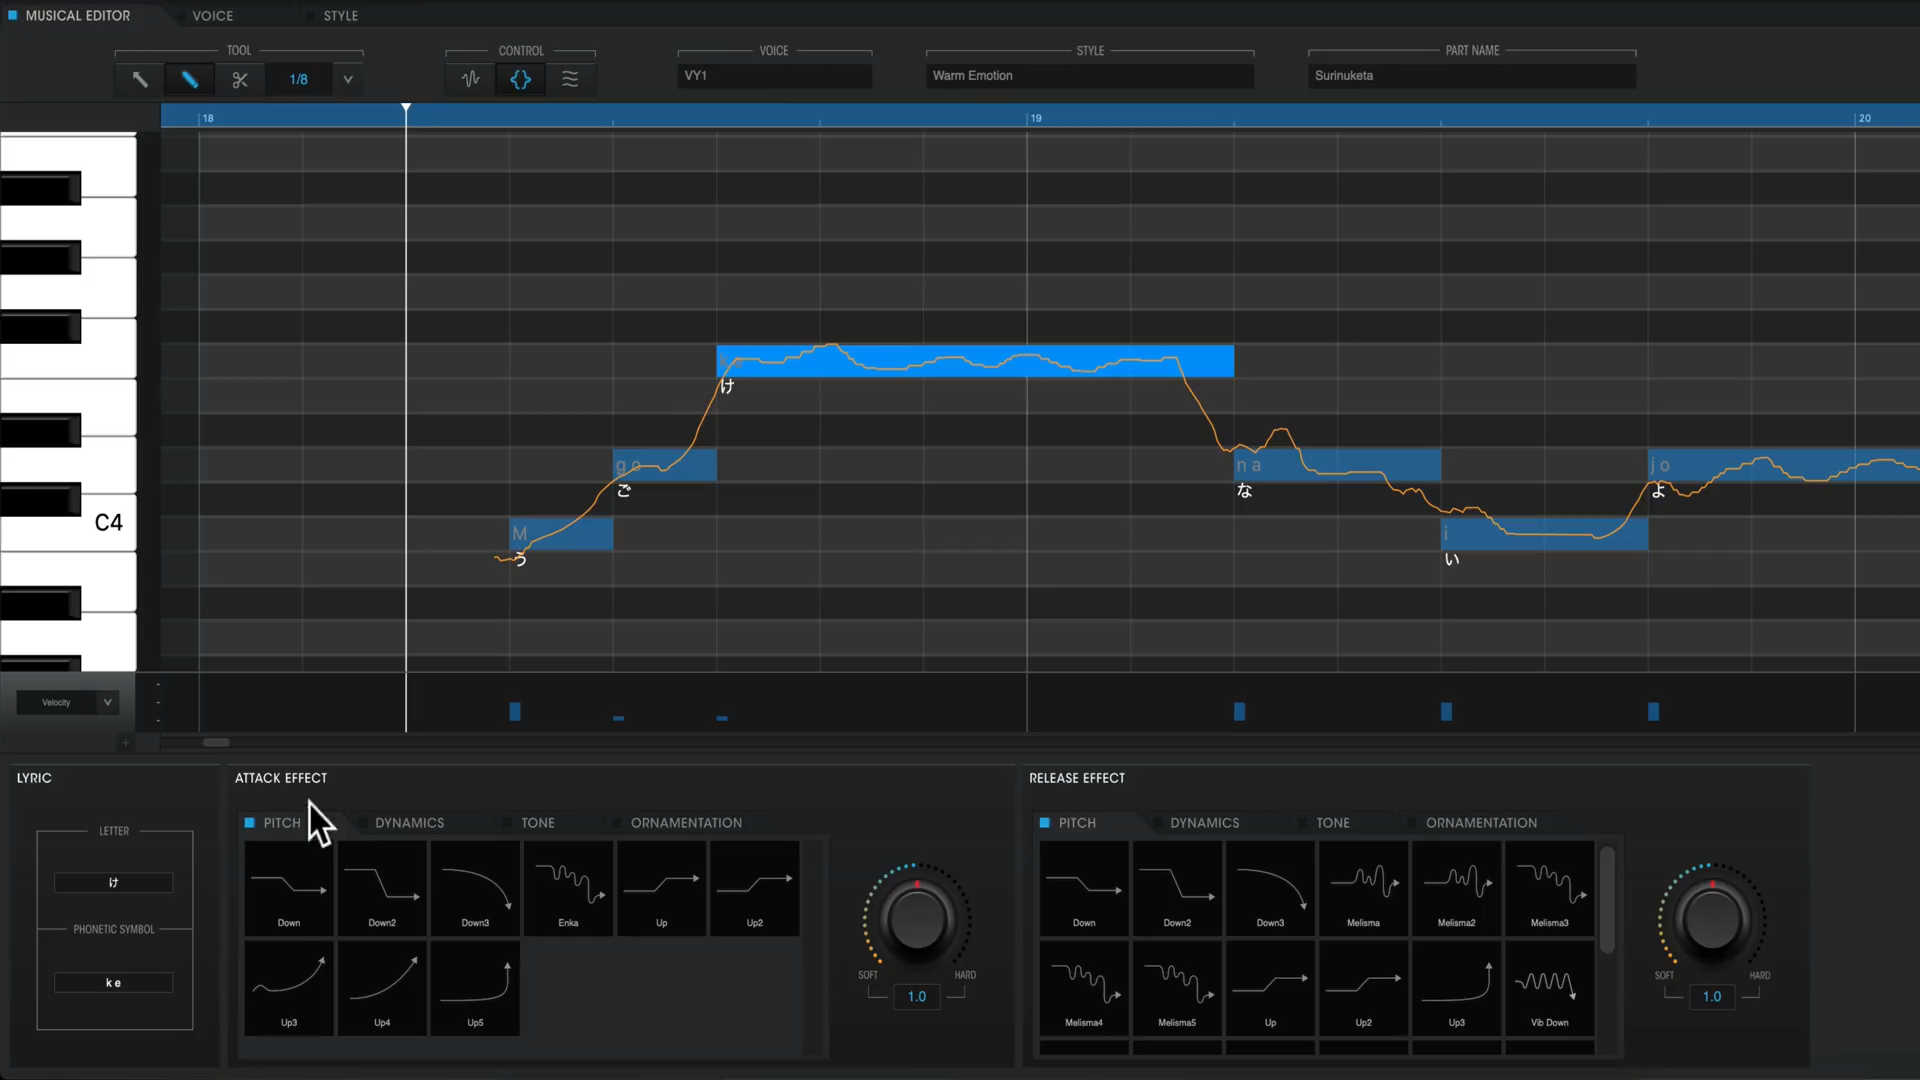 MUSICAL EDITOR VOICE STYLE
TOOL CONTROL VOICE STYLE PART NAME
1/8 VY1 Warm Emotion Surinuketa
18 19 20
け
go
ご
na
な
jo
よ
C4
M
う
i
い
Velocity
LYRIC ATTACK EFFECT RELEASE EFFECT
PITCH DYNAMICS TONE ORNAMENTATION PITCH DYNAMICS TONE ORNAMENTATION
LETTER
け
PHONETIC SYMBOL
k e
Down Down2 Down3 Enka Up Up2
Up3 Up4 Up5
SOFT HARD
1.0
Down Down2 Down3 Melisma Melisma2 Melisma3
Melisma4 Melisma5 Up Up2 Up3 Vib Down
SOFT HARD
1.0